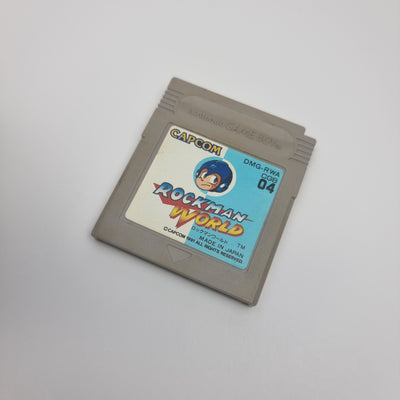 Nintendo GAME BOY
CAPCOM
DMG-RWA
CGB
04
ROCKMAN
WORLD
TM
ロックマンワールド
MADE IN JAPAN
©CAPCOM 1991 ALL RIGHTS RESERVED